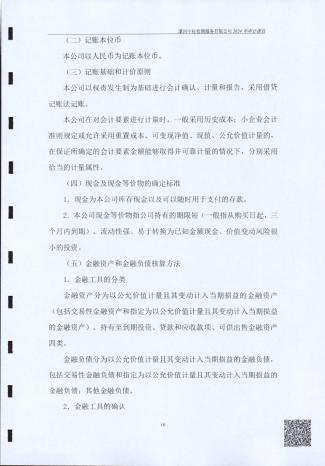 2024 年审计报告
（二）记账本位币
本公司以人民币为记账本位币。
（三）记账基础和计价原则
本公司以权责发生制为基础进行会计确认、计量和报告，采用借贷
记账法记账。
本公司在对会计要素进行计量时，一般采用历史成本；小企业会计
准则规定或允许采用重置成本、可变现净值、现值、公允价值计量的，
在保证所确定的会计要素金额能够取得并可靠计量的情况下，分别采用
恰当的计量属性。
（四）现金及现金等价物的确定标准
1．现金为本公司库存现金以及可以随时用于支付的存款。
2．本公司现金等价物指公司持有的期限短（一般指从购买日起，三
个月内到期）、流动性强、易于转换为已知金额现金、价值变动风险很
小的投资。
（五）金融资产和金融负债核算方法
1．金融工具的分类
金融资产分为以公允价值计量且其变动计入当期损益的金融资产
（包括交易性金融资产和指定为以公允价值计量且其变动计入当期损益
的金融资产）、持有至到期投资、贷款和应收款项、可供出售金融资产
四类。
金融负债分为以公允价值计量且其变动计入当期损益的金融负债，
包括交易性金融负债和指定为以公允价值计量且其变动计入当期损益的
金融负债；其他金融负债。
2．金融工具的确认
10